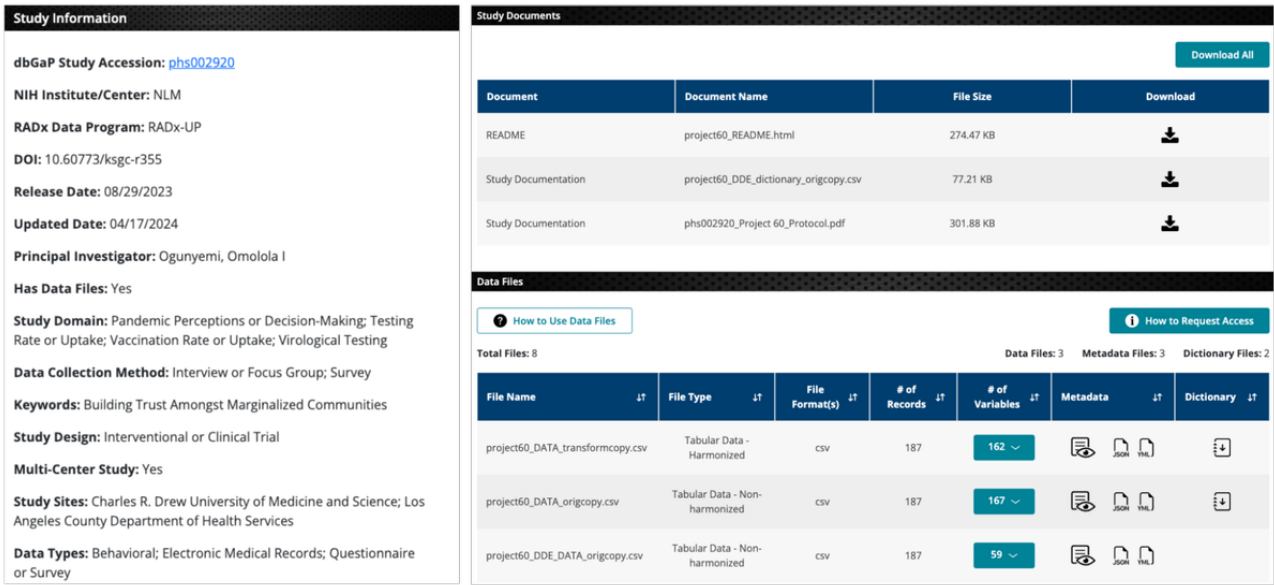 Study Information
dbGaP Study Accession: phs002920
NIH Institute/Center: NLM
RADx Data Program: RADx-UP
DOI: 10.60773/ksgc-r355
Release Date: 08/29/2023
Updated Date: 04/17/2024
Principal Investigator: Ogunyemi, Omolola I
Has Data Files: Yes
Study Domain: Pandemic Perceptions or Decision-Making; Testing
Rate or Uptake; Vaccination Rate or Uptake; Virological Testing
Data Collection Method: Interview or Focus Group; Survey
Keywords: Building Trust Amongst Marginalized Communities
Study Design: Interventional or Clinical Trial
Multi-Center Study: Yes
Study Sites: Charles R. Drew University of Medicine and Science; Los
Angeles County Department of Health Services
Data Types: Behavioral; Electronic Medical Records; Questionnaire
or Survey
Study Documents
Download All
Document Document Name File Size Download
README project60_README.html 274.47 KB
Study Documentation project60_DDE_dictionary_origcopy.csv 77.21 KB
Study Documentation phs002920_Project 60_Protocol.pdf 301.88 KB
Data Files
? How to Use Data Files
i How to Request Access
Total Files: 8 Data Files: 3 Metadata Files: 3 Dictionary Files: 2
File Name File Type File Format(s) # of Records # of Variables Metadata Dictionary
project60_DATA_transformcopy.csv Tabular Data - Harmonized csv 187 162 JSON YML
project60_DATA_origcopy.csv Tabular Data - Non-harmonized csv 187 167 JSON YML
project60_DDE_DATA_origcopy.csv Tabular Data - Non-harmonized csv 187 59 JSON YML